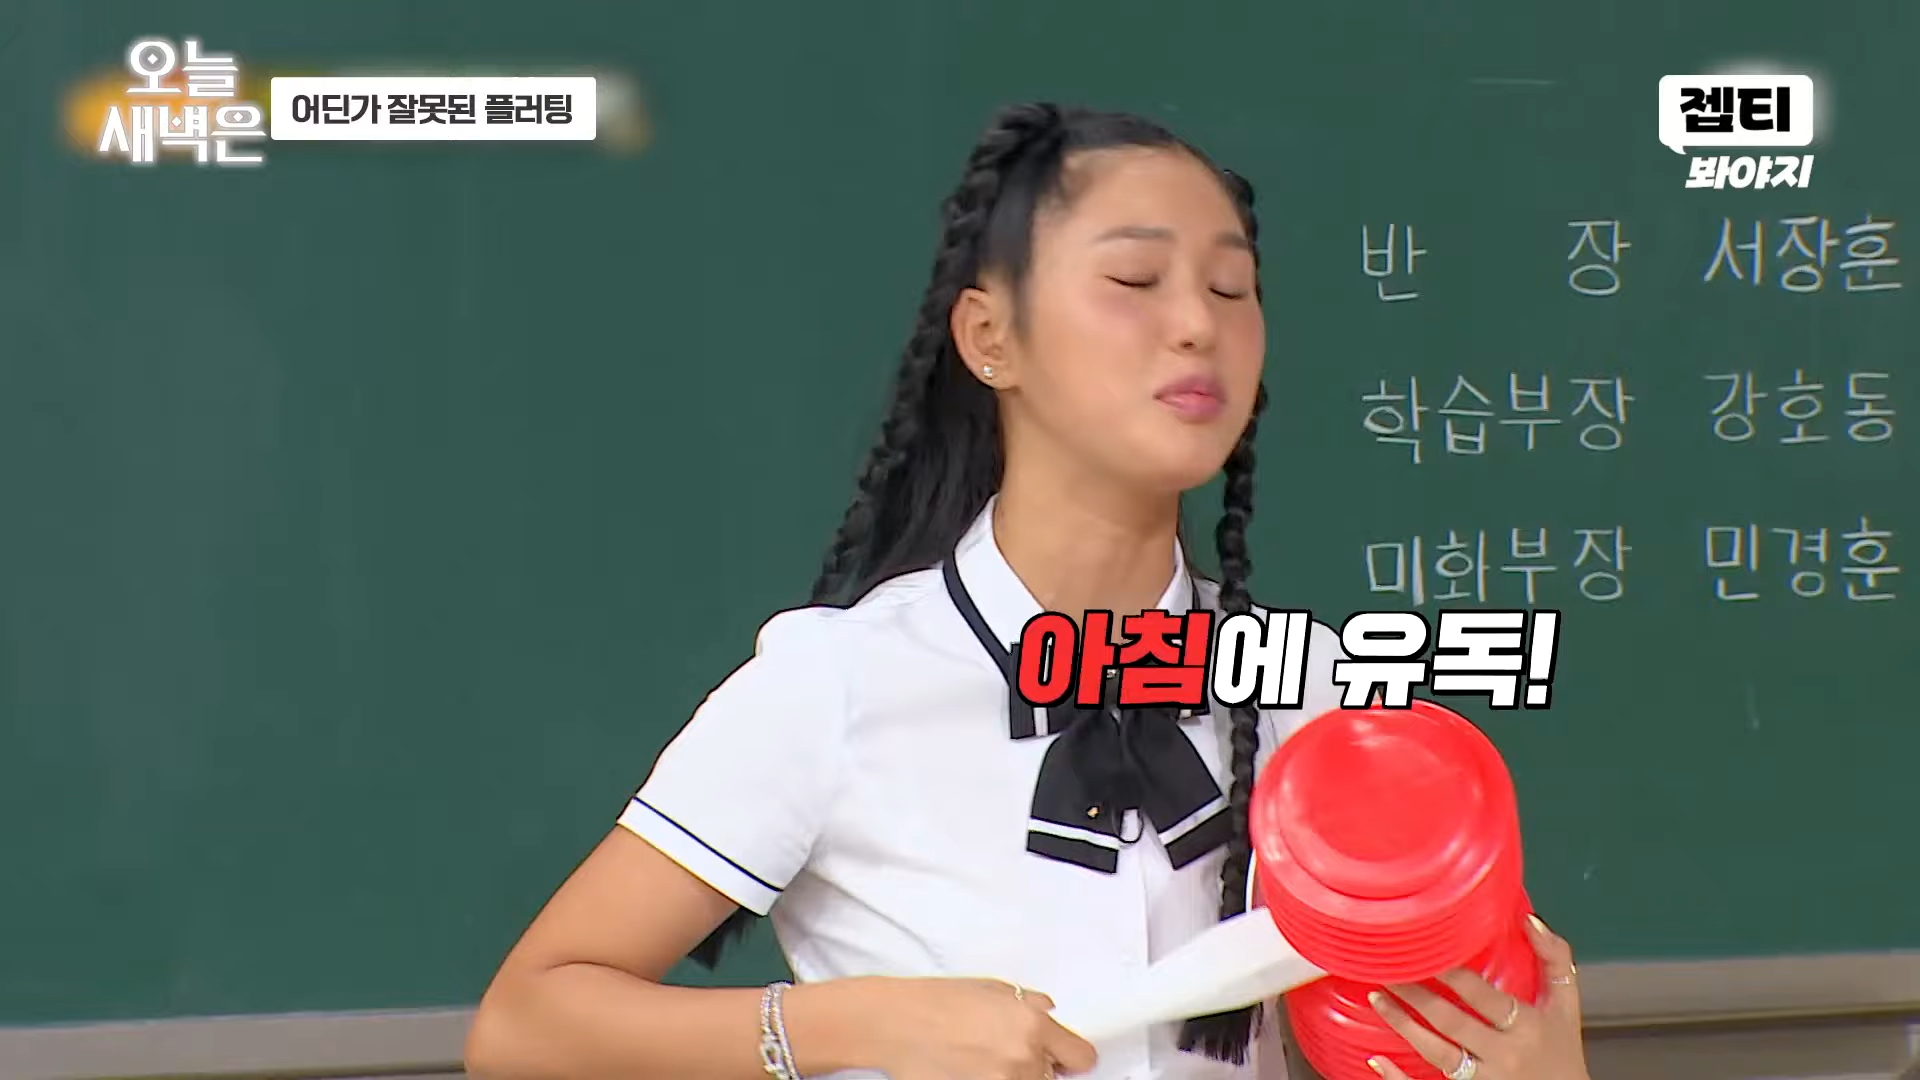 오늘
새벽은
어딘가 잘못된 플러팅
젭티
봐야지
반 장 서장훈
학습부장 강호동
미화부장 민경훈
아침에 유독!